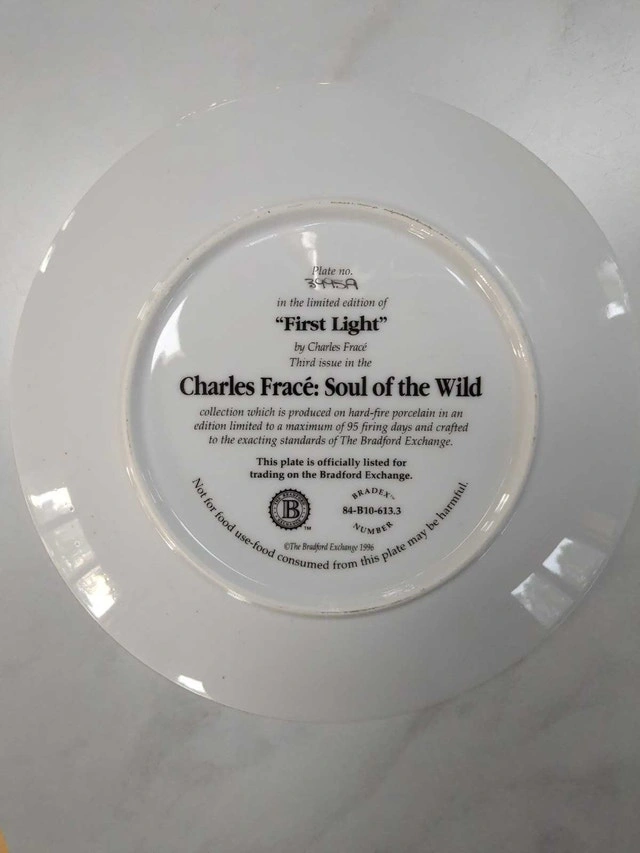 Plate no.
3995A
in the limited edition of
“First Light”
by Charles Fracé
Third issue in the
Charles Fracé: Soul of the Wild
collection which is produced on hard-fire porcelain in an
edition limited to a maximum of 95 firing days and crafted
to the exacting standards of The Bradford Exchange.
This plate is officially listed for
trading on the Bradford Exchange.
B
TM
BRADEX™
84-B10-613.3
NUMBER
©The Bradford Exchange 1996
Not for food use-food consumed from this plate may be harmful.